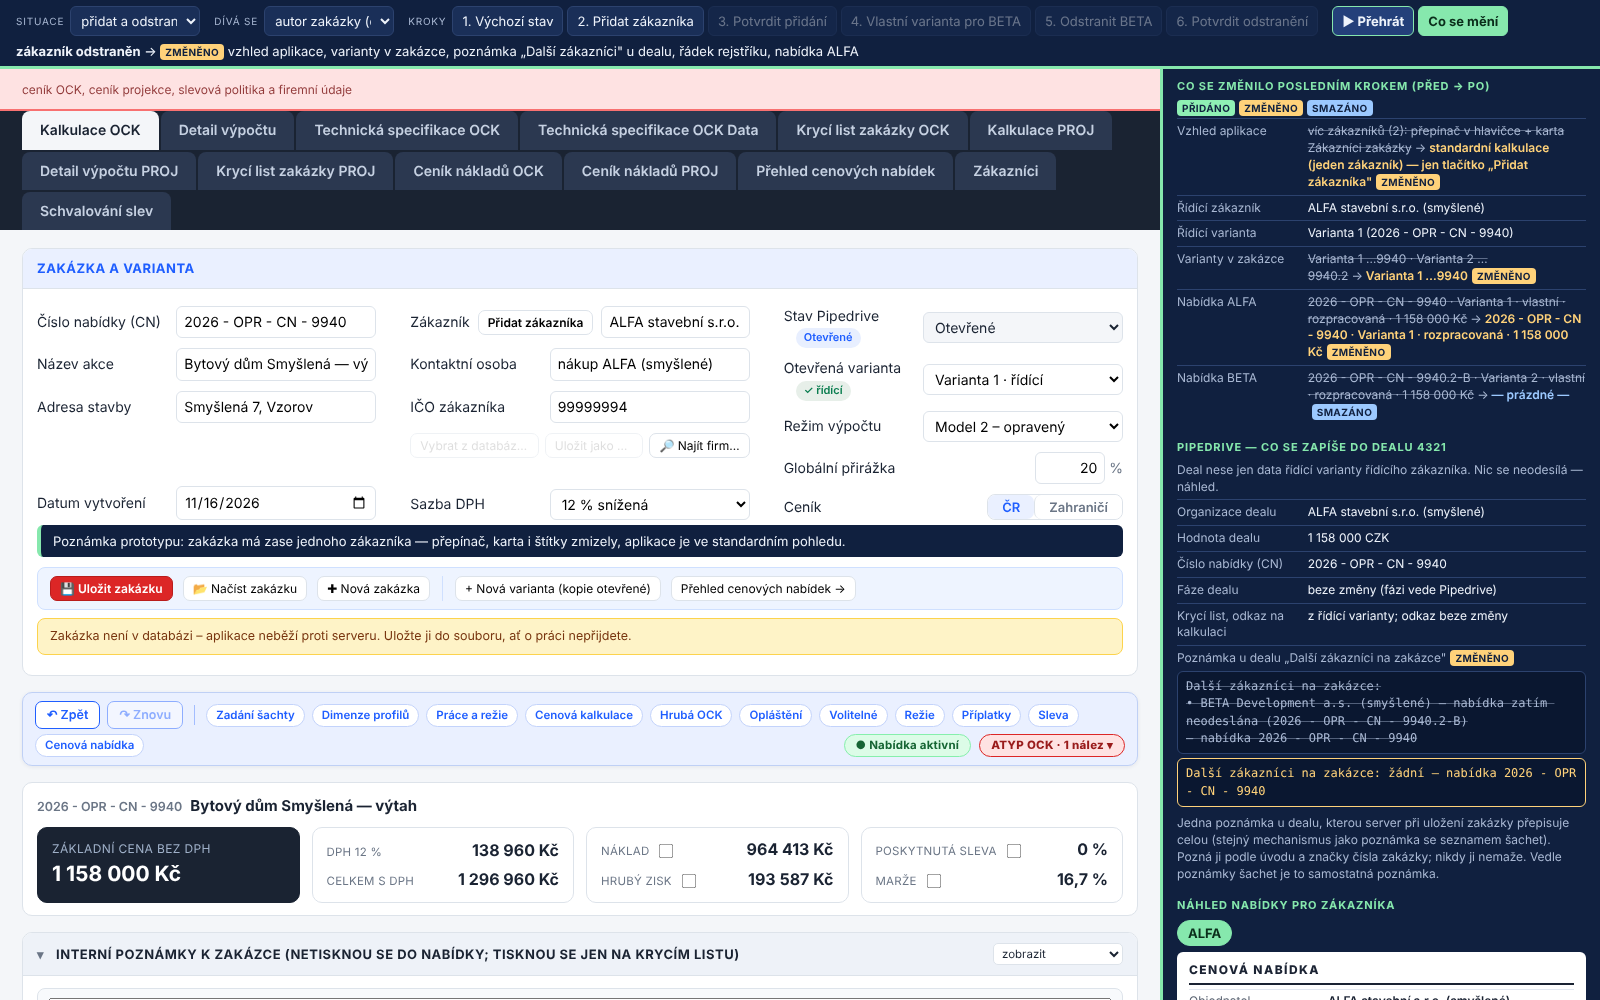 SITUACE přidat a odstran DÍVÁ SE autor zakázky ( KROKY 1. Výchozí stav 2. Přidat zákazníka 3. Potvrdit přidání 4. Vlastní varianta pro BETA 5. Odstranit BETA 6. Potvrdit odstranění ▶ Přehrát Co se mění
zákazník odstraněn → ZMĚNĚNO vzhled aplikace, varianty v zakázce, poznámka „Další zákazníci" u dealu, řádek rejstříku, nabídka ALFA
ceník OCK, ceník projekce, slevová politika a firemní údaje
Kalkulace OCK Detail výpočtu Technická specifikace OCK Technická specifikace OCK Data Krycí list zakázky OCK Kalkulace PROJ
Detail výpočtu PROJ Krycí list zakázky PROJ Ceník nákladů OCK Ceník nákladů PROJ Přehled cenových nabídek Zákazníci
Schvalování slev
ZAKÁZKA A VARIANTA
Číslo nabídky (CN) 2026 - OPR - CN - 9940
Název akce Bytový dům Smyšlená — vý
Adresa stavby Smyšlená 7, Vzorov
Datum vytvoření 11/16/2026
Zákazník Přidat zákazníka ALFA stavební s.r.o.
Kontaktní osoba nákup ALFA (smyšlené)
IČO zákazníka 99999994
Vybrat z databáz... Uložit jako ... 🔎 Najít firm...
Sazba DPH 12 % snížená
Stav Pipedrive Otevřené
Otevřené
Otevřená varianta Varianta 1 · řídící
✓ řídící
Režim výpočtu Model 2 – opravený
Globální přirážka 20 %
Ceník ČR Zahraničí
Poznámka prototypu: zakázka má zase jednoho zákazníka — přepínač, karta i štítky zmizely, aplikace je ve standardním pohledu.
💾 Uložit zakázku 📂 Načíst zakázku ✚ Nová zakázka + Nová varianta (kopie otevřené) Přehled cenových nabídek →
Zakázka není v databázi – aplikace neběží proti serveru. Uložte ji do souboru, ať o práci nepřijdete.
↶ Zpět ↷ Znovu Zadání šachty Dimenze profilů Práce a režie Cenová kalkulace Hrubá OCK Opláštění Volitelné Režie Příplatky Sleva
Cenová nabídka ● Nabídka aktivní ATYP OCK · 1 nález ▾
2026 - OPR - CN - 9940 Bytový dům Smyšlená — výtah
ZÁKLADNÍ CENA BEZ DPH
1 158 000 Kč
DPH 12 % 138 960 Kč
CELKEM S DPH 1 296 960 Kč
NÁKLAD 964 413 Kč
HRUBÝ ZISK 193 587 Kč
POSKYTNUTÁ SLEVA 0 %
MARŽE 16,7 %
▾ INTERNÍ POZNÁMKY K ZAKÁZCE (NETISKNOU SE DO NABÍDKY; TISKNOU SE JEN NA KRYCÍM LISTU) zobrazit
CO SE ZMĚNILO POSLEDNÍM KROKEM (PŘED → PO)
PŘIDÁNO ZMĚNĚNO SMAZÁNO
Vzhled aplikace víc zákazníků (2): přepínač v hlavičce + karta
Zákazníci zakázky → standardní kalkulace
(jeden zákazník) — jen tlačítko „Přidat
zákazníka" ZMĚNĚNO
Řídící zákazník ALFA stavební s.r.o. (smyšlené)
Řídící varianta Varianta 1 (2026 - OPR - CN - 9940)
Varianty v zakázce Varianta 1 ...9940 · Varianta 2 ...
9940.2 → Varianta 1 ...9940 ZMĚNĚNO
Nabídka ALFA 2026 - OPR - CN - 9940 · Varianta 1 · vlastní ·
rozpracovaná · 1 158 000 Kč → 2026 - OPR - CN
- 9940 · Varianta 1 · rozpracovaná · 1 158 000
Kč ZMĚNĚNO
Nabídka BETA 2026 - OPR - CN - 9940.2-B · Varianta 2 · vlastní
· rozpracovaná · 1 158 000 Kč → — prázdné —
SMAZÁNO
PIPEDRIVE — CO SE ZAPÍŠE DO DEALU 4321
Deal nese jen data řídící varianty řídícího zákazníka. Nic se neodesílá —
náhled.
Organizace dealu ALFA stavební s.r.o. (smyšlené)
Hodnota dealu 1 158 000 CZK
Číslo nabídky (CN) 2026 - OPR - CN - 9940
Fáze dealu beze změny (fázi vede Pipedrive)
Krycí list, odkaz na z řídící varianty; odkaz beze změny
kalkulaci
Poznámka u dealu „Další zákazníci na zakázce" ZMĚNĚNO
Další zákazníci na zakázce:
• BETA Development a.s. (smyšlené) — nabídka zatím
neodeslána (2026 - OPR - CN - 9940.2-B)
— nabídka 2026 - OPR - CN - 9940
Další zákazníci na zakázce: žádní — nabídka 2026 - OPR
- CN - 9940
Jedna poznámka u dealu, kterou server při uložení zakázky přepisuje
celou (stejný mechanismus jako poznámka se seznamem šachet).
Pozná ji podle úvodu a značky čísla zakázky; nikdy ji nemaže. Vedle
poznámky šachet je to samostatná poznámka.
NÁHLED NABÍDKY PRO ZÁKAZNÍKA
ALFA
CENOVÁ NABÍDKA